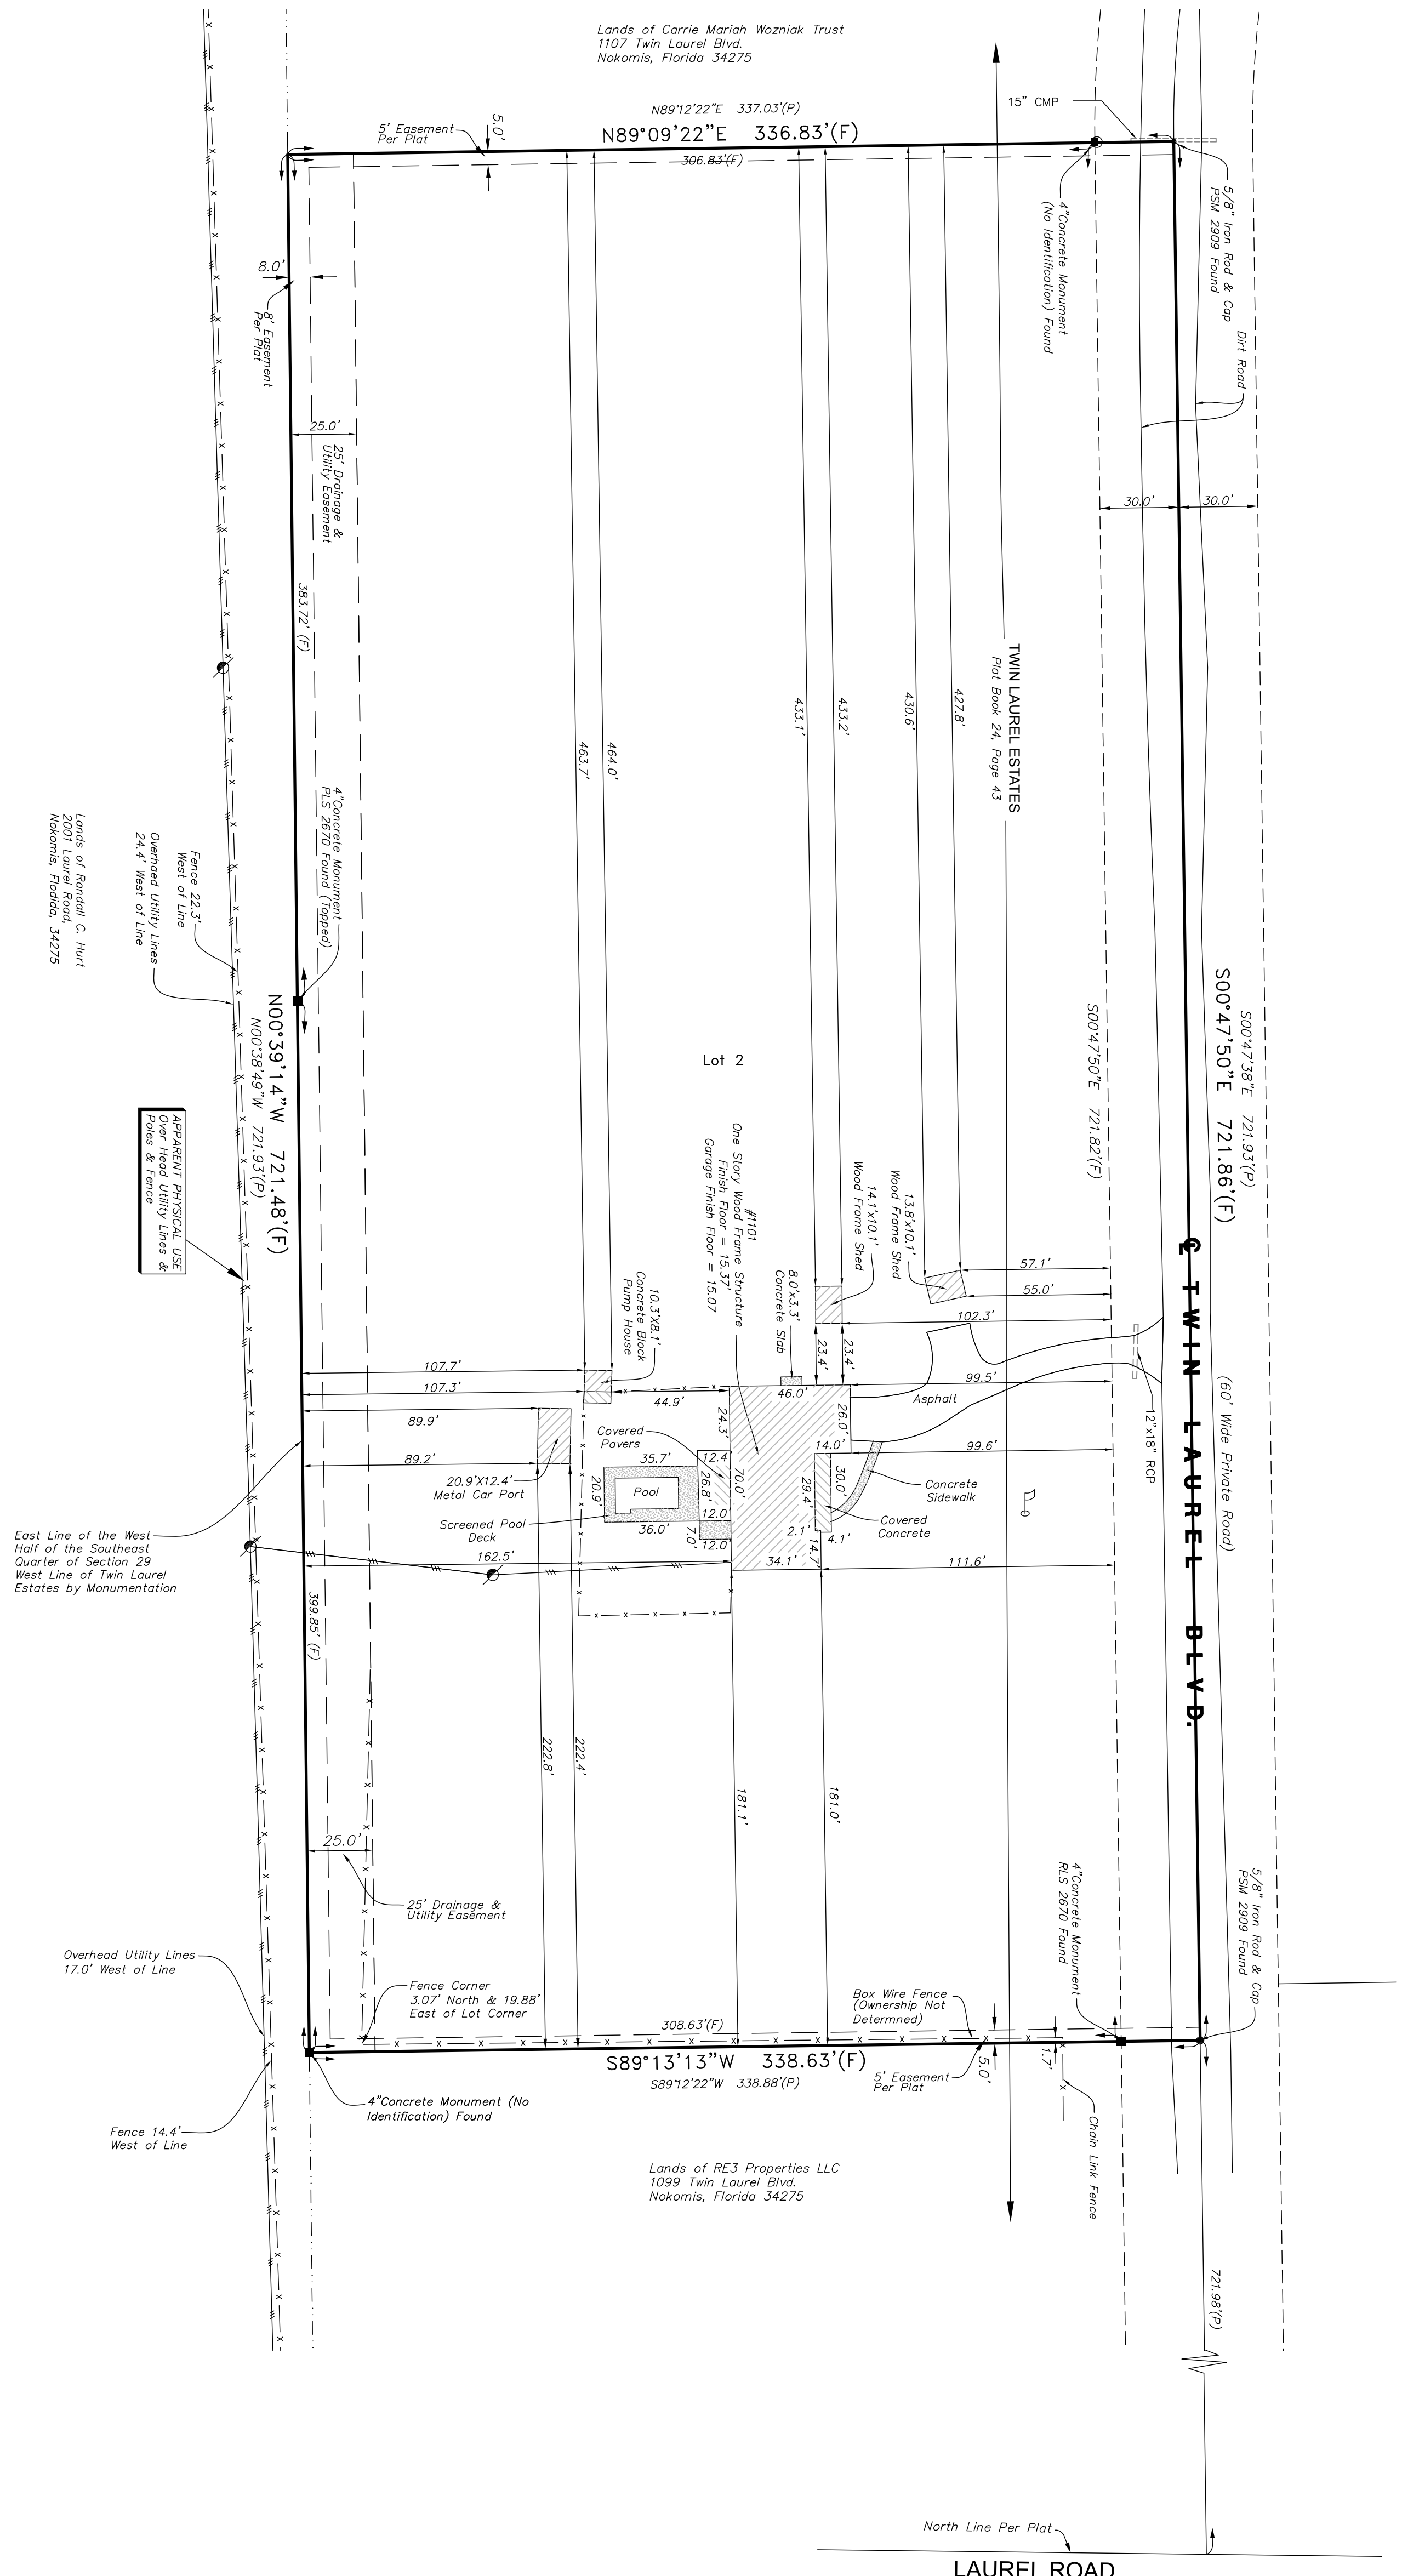 Lands of Carrie Mariah Wozniak Trust
1107 Twin Laurel Blvd.
Nokomis, Florida 34275
N89°12'22"E 337.03'(P)
N89°09'22"E 336.83'(F)
306.83'(F)
5' Easement
Per Plat
5.0'
15" CMP
5/8" Iron Rod & Cap
PSM 2909 Found
4"Concrete Monument
(No Identification) Found
Dirt Road
8.0'
8' Easement
Per Plat
25.0'
25' Drainage &
Utility Easement
30.0'
30.0'
383.72' (F)
463.7'
464.0'
433.1'
433.2'
430.6'
427.8'
TWIN LAUREL ESTATES
Plat Book 24, Page 43
4"Concrete Monument
PLS 2670 Found (Topped)
Lands of Randall C. Hurt
2001 Laurel Road,
Nokomis, Flodida, 34275
Fence 22.3'
West of Line
Overhaed Utility Lines
24.4' West of Line
N00°39'14"W 721.48'(F)
N00°38'49"W 721.93'(P)
APPARENT PHYSICAL USE
Over Head Utility Lines &
Poles & Fence
Lot 2
S00°47'50"E 721.82'(F)
S00°47'38"E 721.93'(P)
S00°47'50"E 721.86'(F)
℄ TWIN LAUREL BLVD.
(60' Wide Private Road)
#1101
One Story Wood Frame Structure
Finish Floor = 15.37'
Garage Finish Floor = 15.07
14.1'x10.1'
Wood Frame Shed
13.8'x10.1'
Wood Frame Shed
8.0'x3.3'
Concrete Slab
10.3'X8.1'
Concrete Block
Pump House
57.1'
55.0'
102.3'
23.4'
23.4'
99.5'
99.6'
111.6'
12"x18" RCP
Asphalt
107.7'
107.3'
44.9'
46.0'
24.3'
26.0'
14.0'
89.9'
89.2'
20.9'X12.4'
Metal Car Port
Covered
Pavers
12.4'
35.7'
20.9'
Pool
26.8'
70.0'
30.0'
29.4'
12.0'
36.0'
7.0'
12.0'
2.1'
4.1'
14.7'
34.1'
Screened Pool
Deck
Concrete
Sidewalk
Covered
Concrete
162.5'
East Line of the West
Half of the Southeast
Quarter of Section 29
West Line of Twin Laurel
Estates by Monumentation
399.85' (F)
222.8'
222.4'
181.1'
181.0'
25.0'
25' Drainage &
Utility Easement
4"Concrete Monument
RLS 2670 Found
5/8" Iron Rod & Cap
PSM 2909 Found
Overhead Utility Lines
17.0' West of Line
Fence Corner
3.07' North & 19.88'
East of Lot Corner
Box Wire Fence
(Ownership Not
Determned)
308.63'(F)
S89°13'13"W 338.63'(F)
S89°12'22"W 338.88'(P)
5' Easement
Per Plat
5.0'
1.7'
Chain Link Fence
4"Concrete Monument (No
Identification) Found
Fence 14.4'
West of Line
Lands of RE3 Properties LLC
1099 Twin Laurel Blvd.
Nokomis, Florida 34275
721.98'(P)
North Line Per Plat
LAUREL ROAD